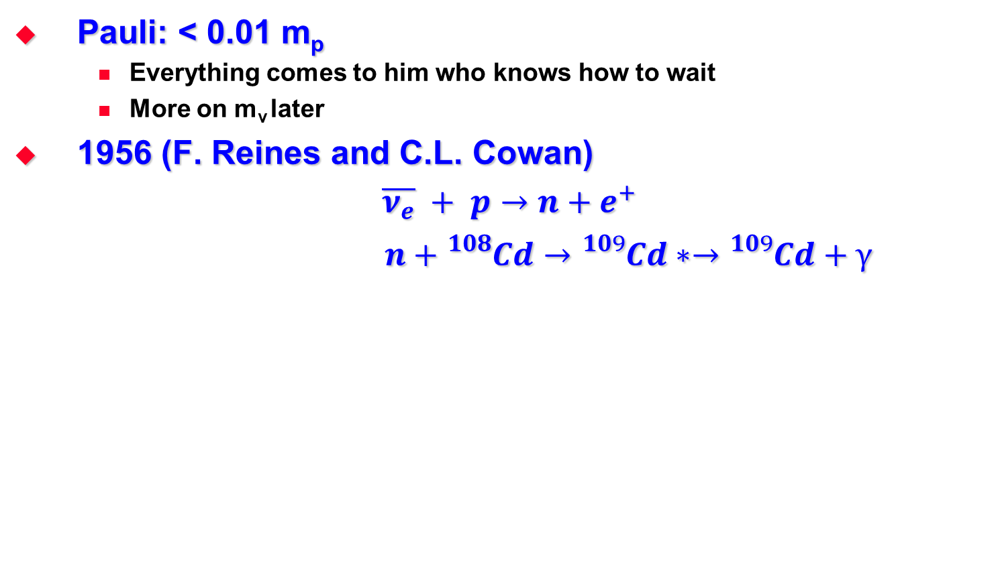 Pauli: < 0.01 mₚ
Everything comes to him who knows how to wait
More on mᵥ later
1956 (F. Reines and C.L. Cowan)
ν̅ₑ + p → n + e⁺
n + ¹⁰⁸Cd → ¹⁰⁹Cd ∗→ ¹⁰⁹Cd + γ